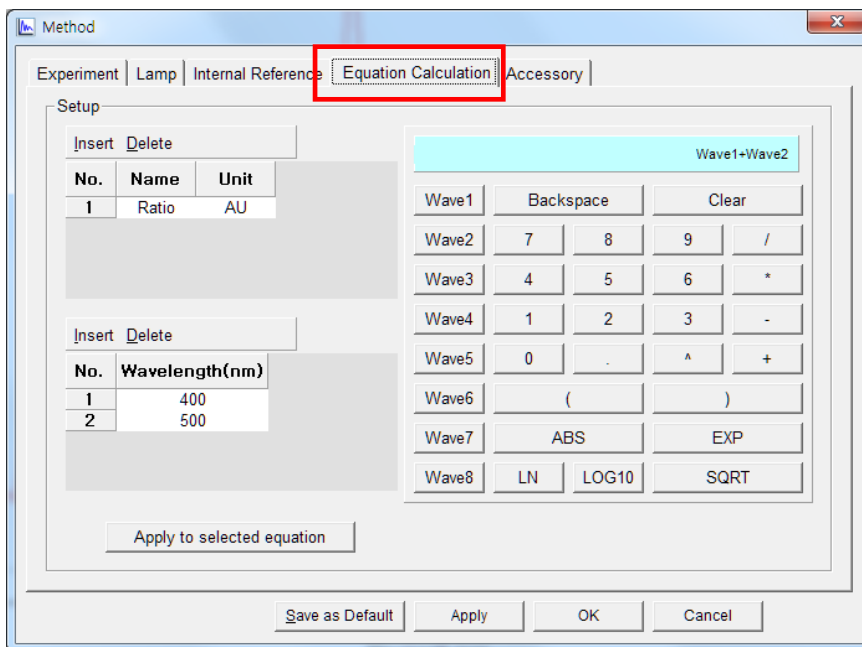 Method
Experiment Lamp Internal Reference Equation Calculation Accessory
Setup
Insert Delete
No. Name Unit
1 Ratio AU
Insert Delete
No. Wavelength(nm)
1 400
2 500
Apply to selected equation
Wave1+Wave2
Wave1 Backspace Clear
Wave2 7 8 9 /
Wave3 4 5 6 *
Wave4 1 2 3 -
Wave5 0 . ^ +
Wave6 ( )
Wave7 ABS EXP
Wave8 LN LOG10 SQRT
Save as Default Apply OK Cancel